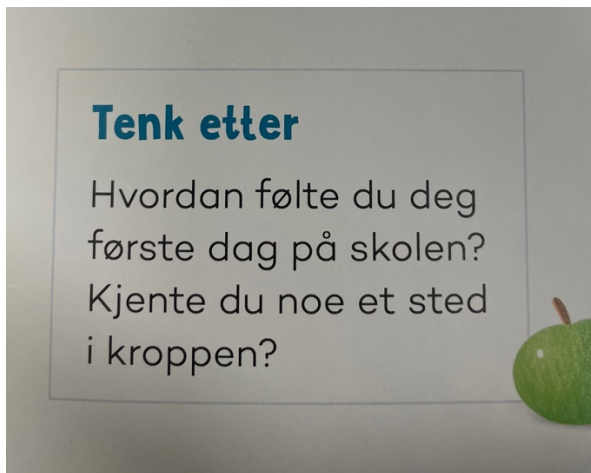 Tenk etter
Hvordan følte du deg
første dag på skolen?
Kjente du noe et sted
i kroppen?